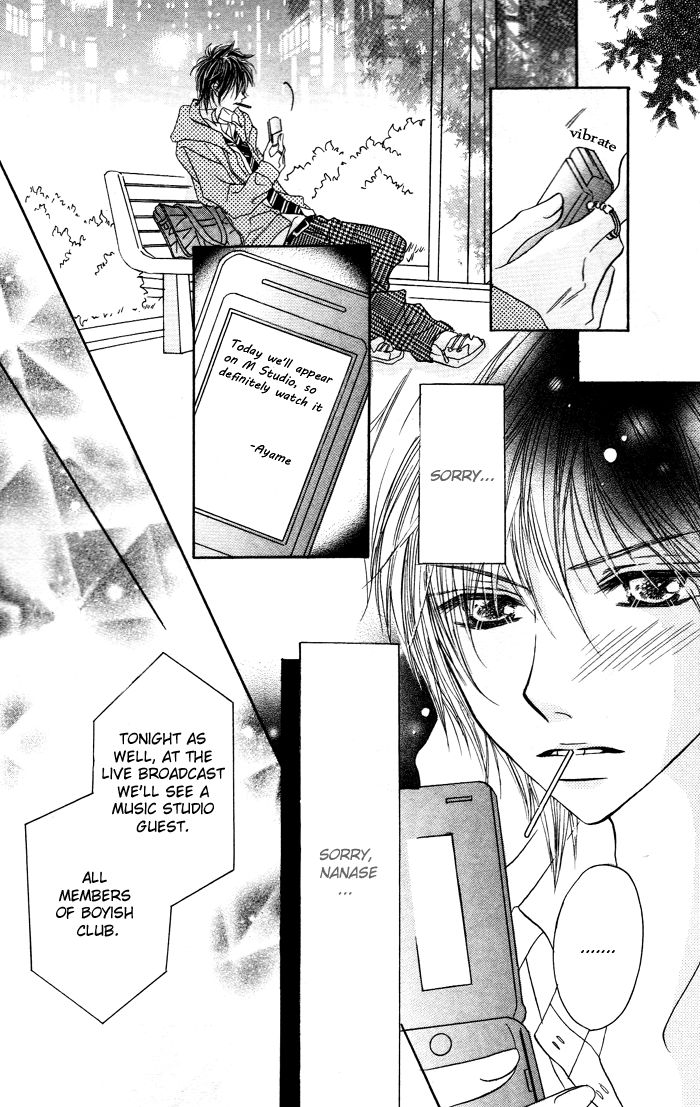 vibrate
Today we'll appear
on M Studio, so
definitely watch it
-Ayame
SORRY...
SORRY,
NANASE
...
.......
TONIGHT AS
WELL, AT THE
LIVE BROADCAST
WE'LL SEE A
MUSIC STUDIO
GUEST.
ALL
MEMBERS
OF BOYISH
CLUB.